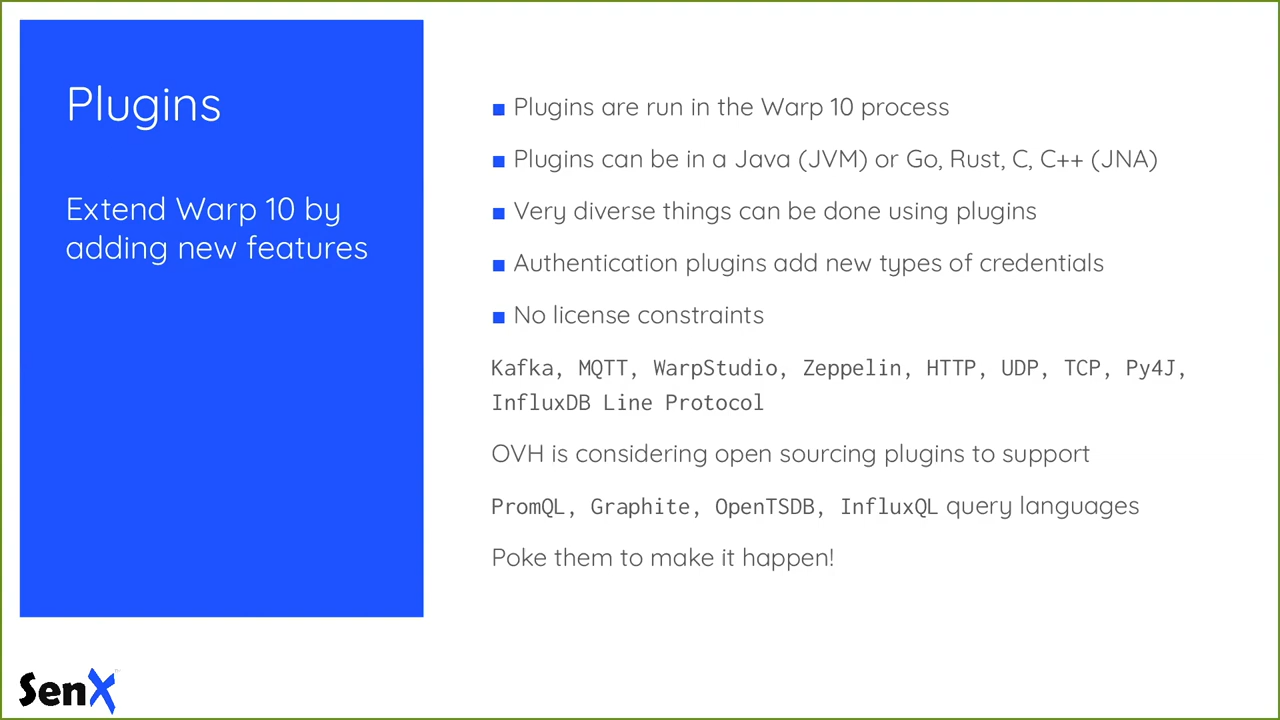 Plugins
Extend Warp 10 by
adding new features
■ Plugins are run in the Warp 10 process
■ Plugins can be in a Java (JVM) or Go, Rust, C, C++ (JNA)
■ Very diverse things can be done using plugins
■ Authentication plugins add new types of credentials
■ No license constraints
Kafka, MQTT, WarpStudio, Zeppelin, HTTP, UDP, TCP, Py4J,
InfluxDB Line Protocol
OVH is considering open sourcing plugins to support
PromQL, Graphite, OpenTSDB, InfluxQL query languages
Poke them to make it happen!
SenX